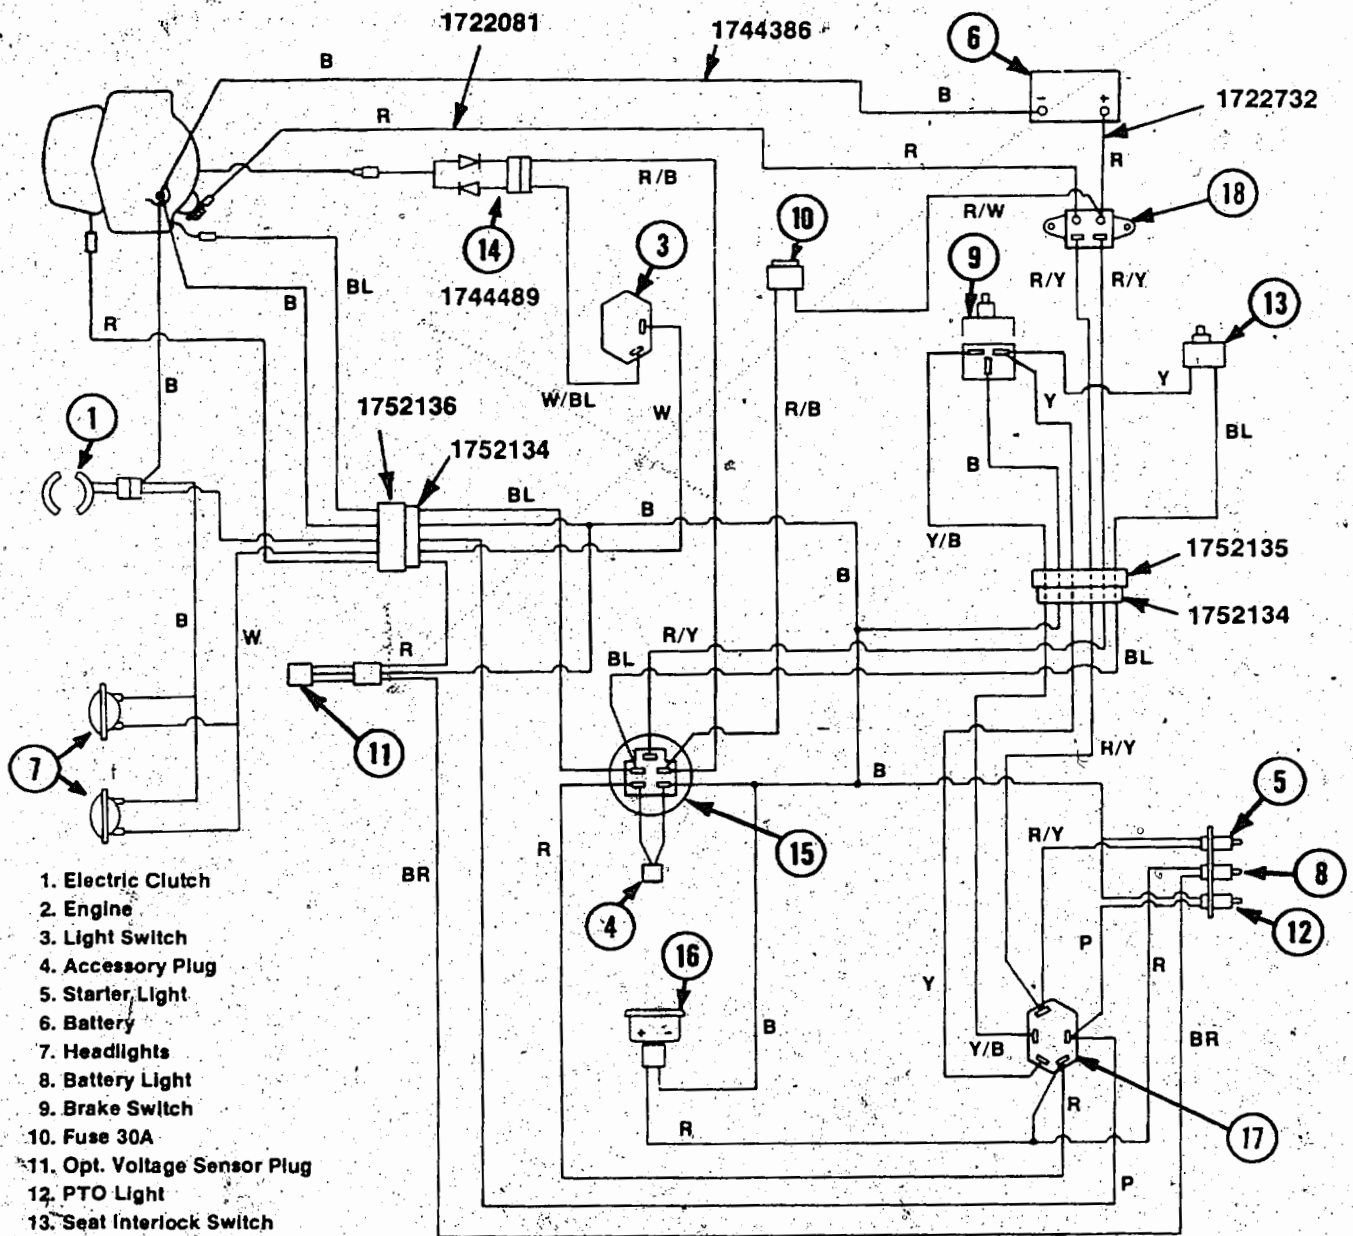 1722081
1744386
6
B
B
- +
1722732
R
R
R
R/B
R/W
18
10
3
14
9
1744489
BL
R/Y
R/Y
13
B
R
B
W/BL
W
R/B
Y
Y
BL
1
1752136
1752134
B
BL
B
Y/B
1752135
B
1752134
B
W
R
R/Y
BL
BL
11
7
R/Y
B
5
R/Y
15
R
BR
8
4
12
P
R
16
Y
+ -
B
Y/B
BR
R
R
17
P
1. Electric Clutch
2. Engine
3. Light Switch
4. Accessory Plug
5. Starter Light
6. Battery
7. Headlights
8. Battery Light
9. Brake Switch
10. Fuse 30A
11. Opt. Voltage Sensor Plug
12. PTO Light
13. Seat Interlock Switch